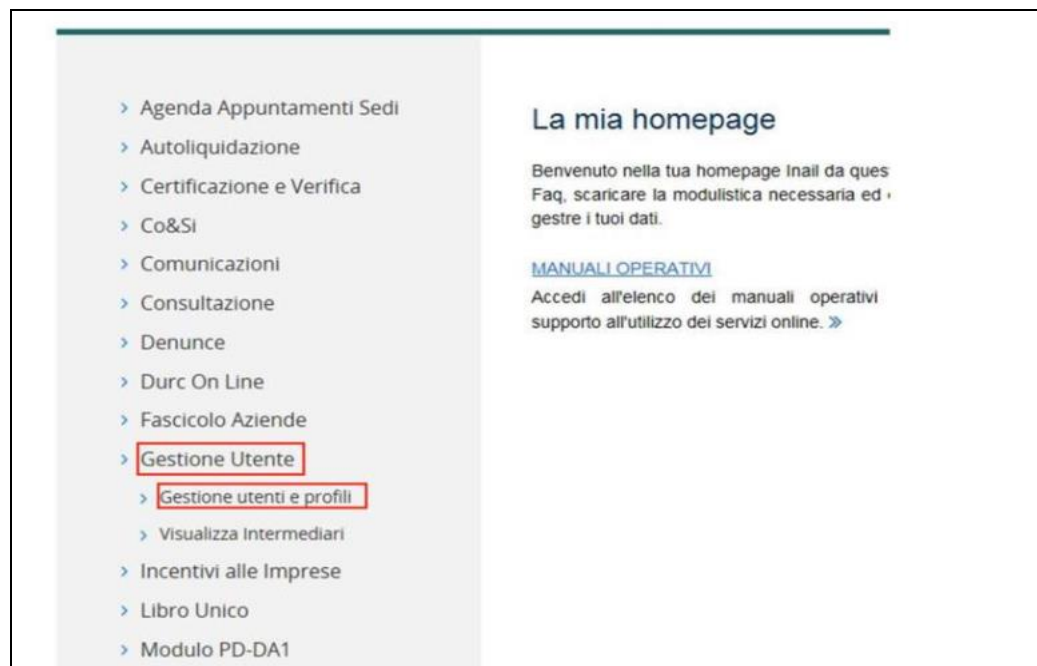 Agenda Appuntamenti Sedi
Autoliquidazione
Certificazione e Verifica
Co&Si
Comunicazioni
Consultazione
Denunce
Durc On Line
Fascicolo Aziende
Gestione Utente
Gestione utenti e profili
Visualizza Intermediari
Incentivi alle Imprese
Libro Unico
Modulo PD-DA1
La mia homepage
Benvenuto nella tua homepage Inail da ques
Faq, scaricare la modulistica necessaria ed
gestre i tuoi dati.
MANUALI OPERATIVI
Accedi all'elenco dei manuali operativi
supporto all'utilizzo dei servizi online. »